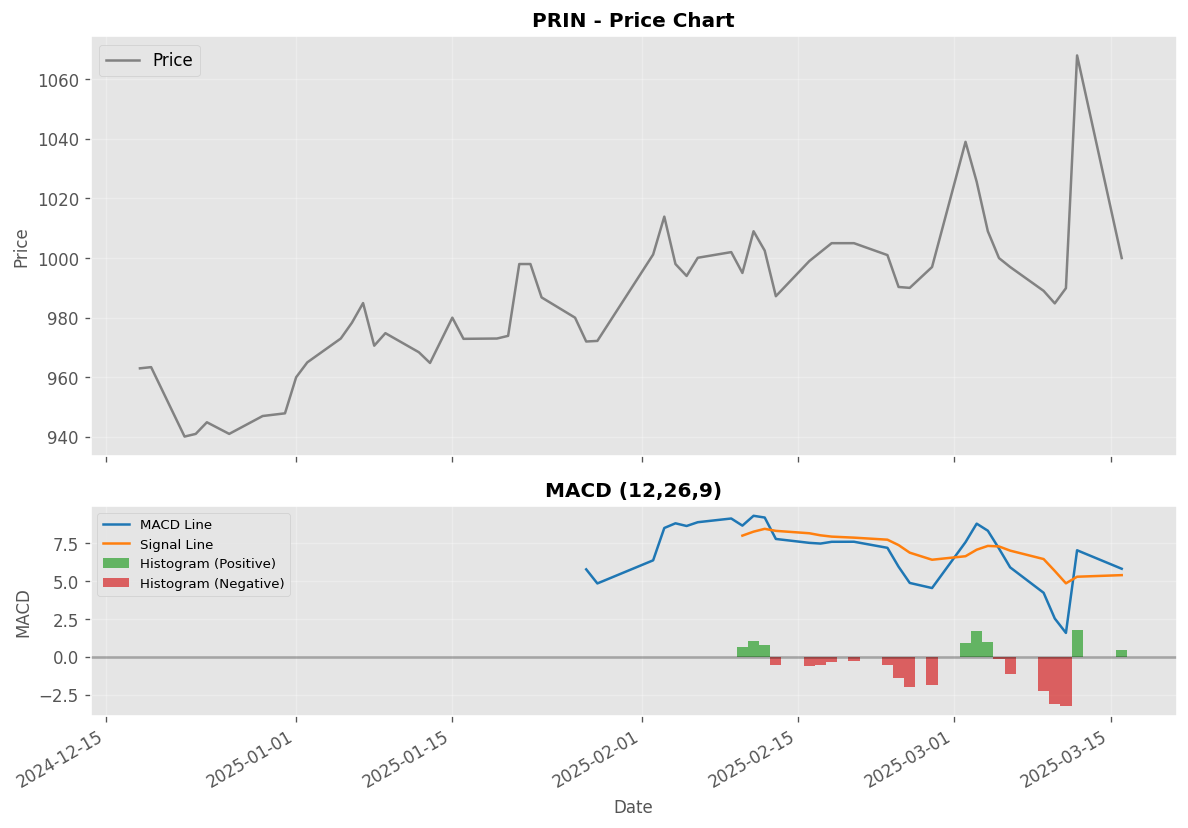 PRIN - Price Chart
Price
1060
1040
1020
1000
980
960
940
Price
MACD (12,26,9)
MACD Line
Signal Line
Histogram (Positive)
Histogram (Negative)
7.5
5.0
2.5
0.0
−2.5
MACD
2024-12-15
2025-01-01
2025-01-15
2025-02-01
2025-02-15
2025-03-01
2025-03-15
Date